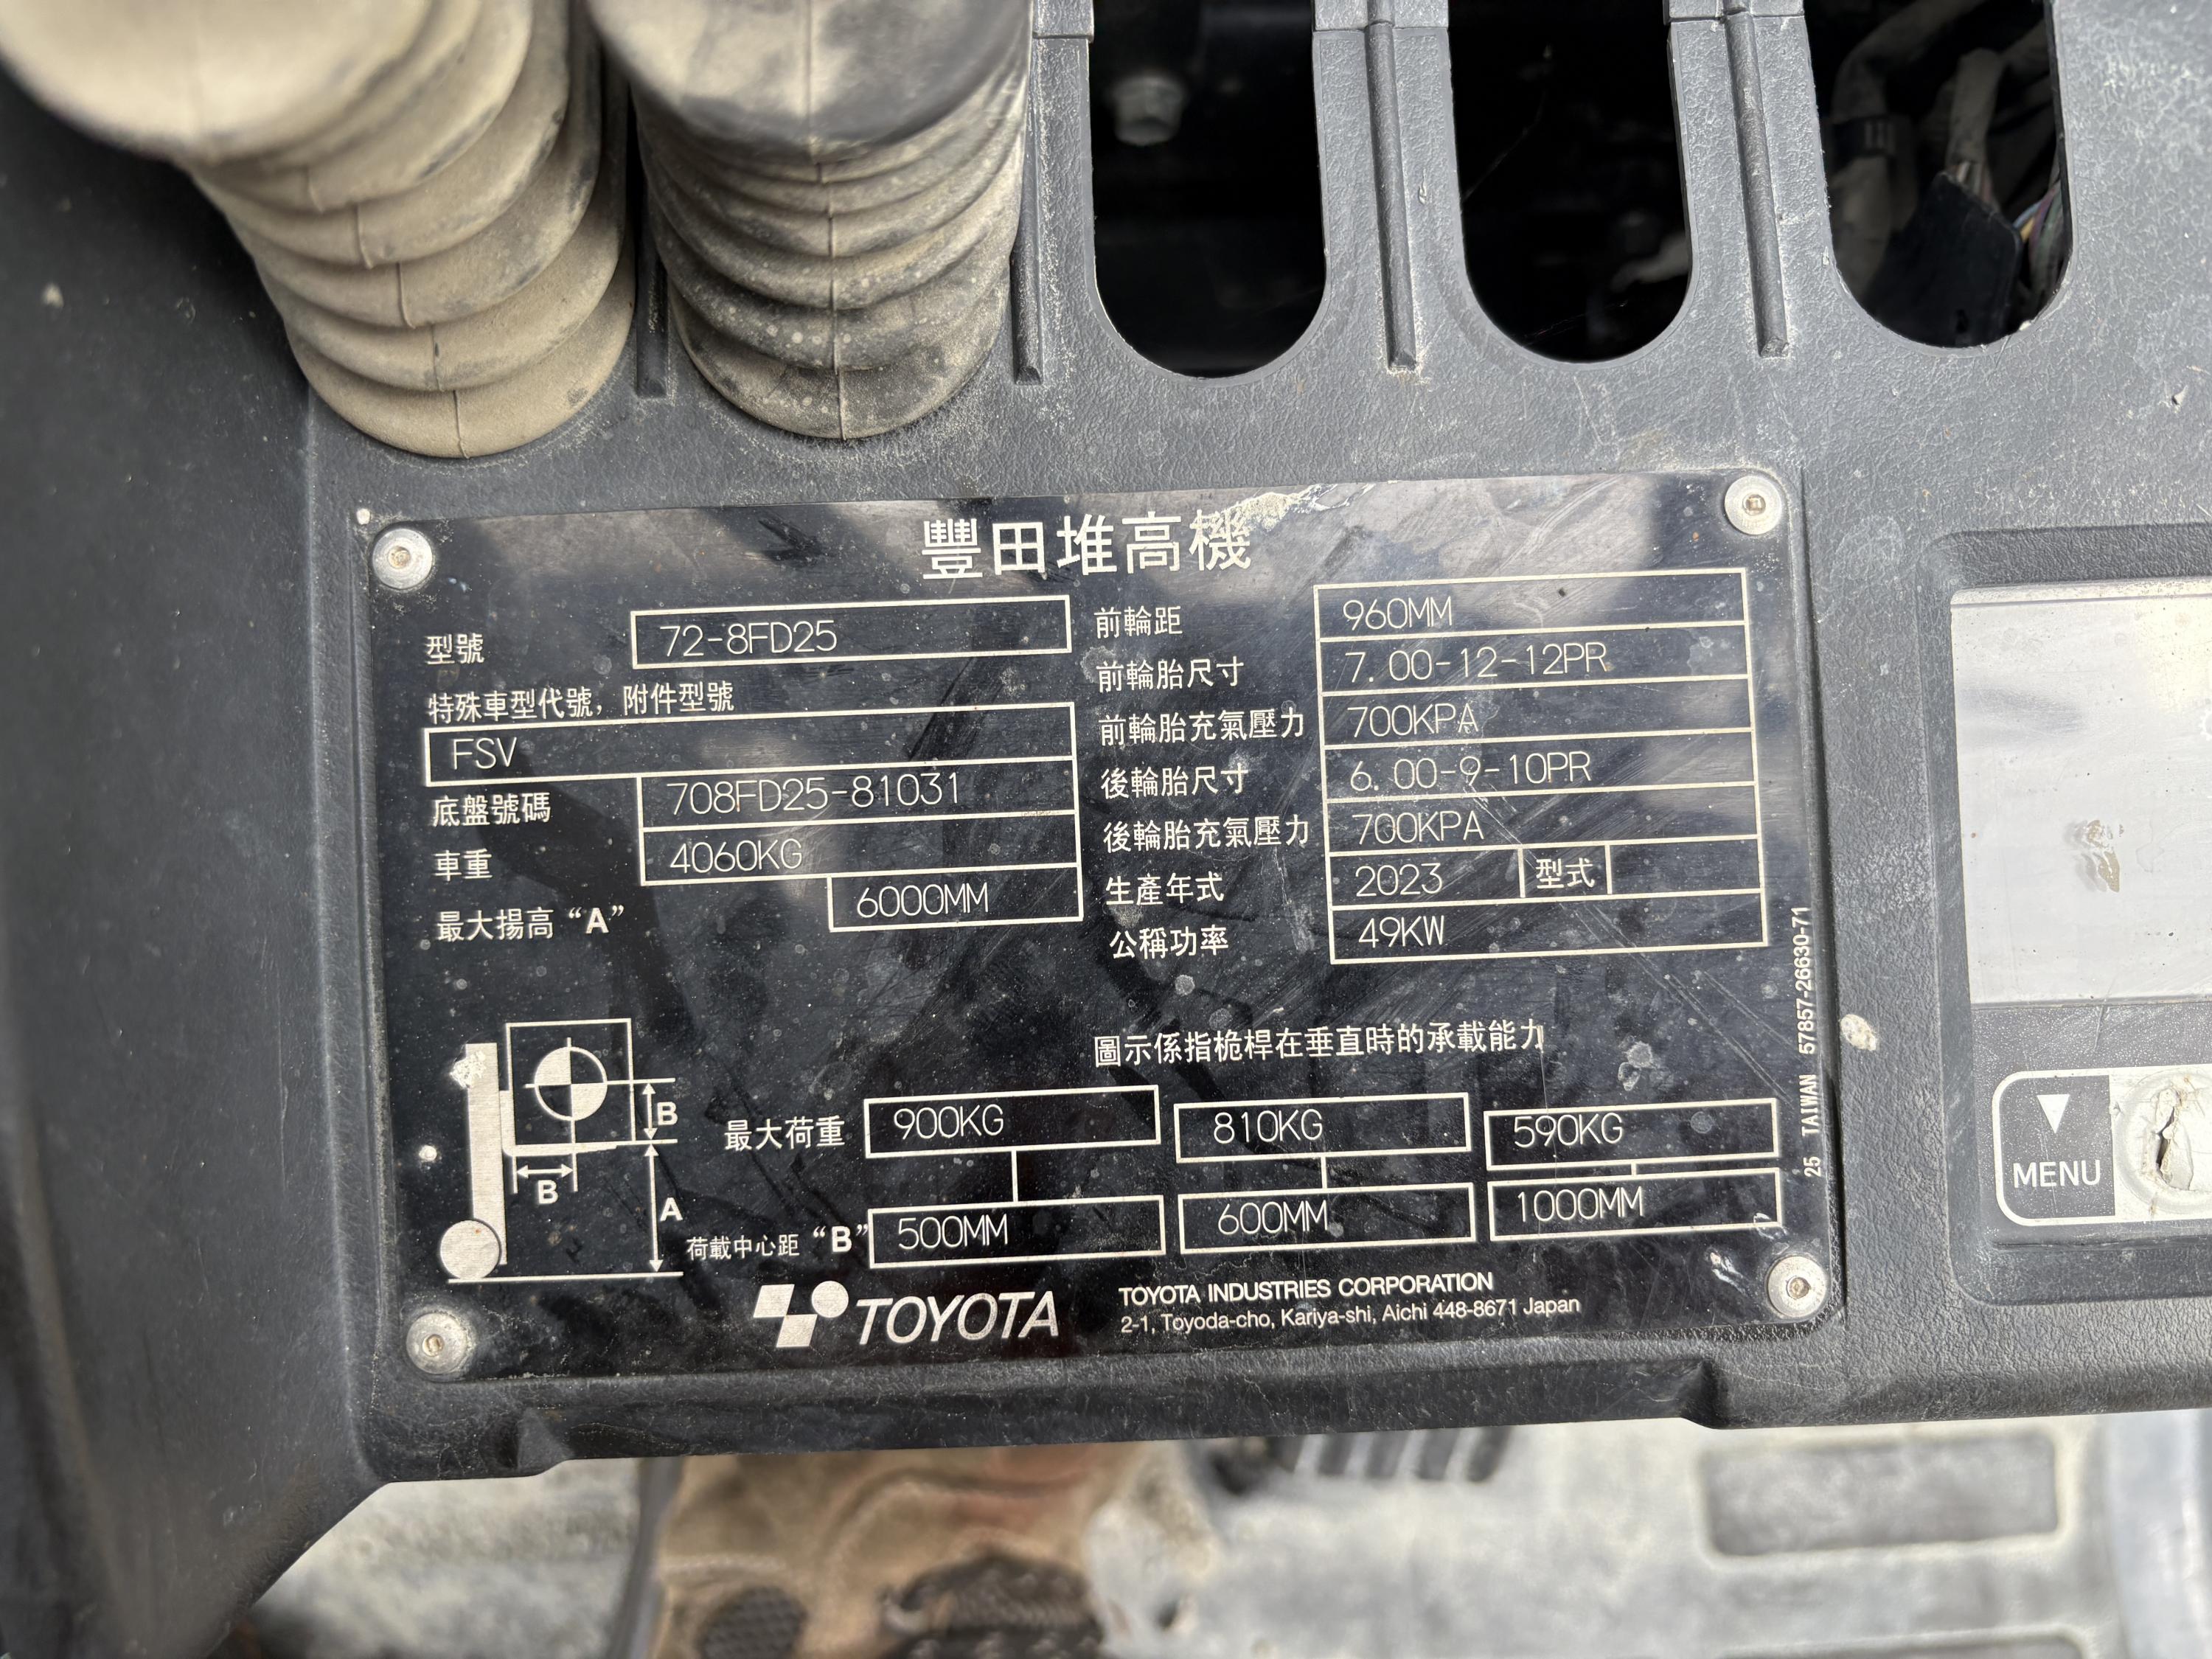 豐田堆高機
型號 72-8FD25
特殊車型代號，附件型號
FSV
底盤號碼 708FD25-81031
車重 4060KG
最大揚高 “A” 6000MM
前輪距 960MM
前輪胎尺寸 7.00-12-12PR
前輪胎充氣壓力 700KPA
後輪胎尺寸 6.00-9-10PR
後輪胎充氣壓力 700KPA
生產年式 2023 型式
公稱功率 49KW
圖示係指桅桿在垂直時的承載能力
B
B
A
最大荷重 900KG 810KG 590KG
荷載中心距 “B” 500MM 600MM 1000MM
TOYOTA
TOYOTA INDUSTRIES CORPORATION
2-1, Toyoda-cho, Kariya-shi, Aichi 448-8671 Japan
25 TAIWAN 57857-26630-71
MENU